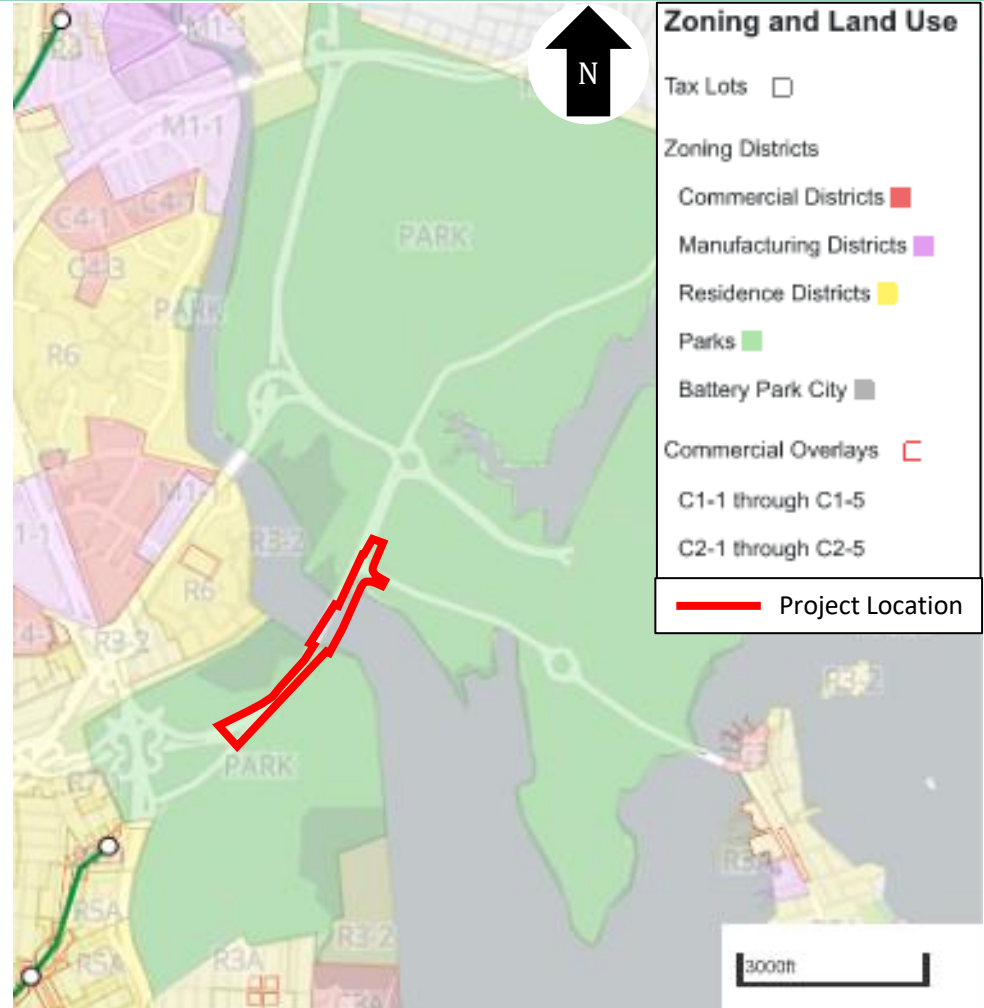 N
Zoning and Land Use
Tax Lots
Zoning Districts
Commercial Districts
Manufacturing Districts
Residence Districts
Parks
Battery Park City
Commercial Overlays
C1-1 through C1-5
C2-1 through C2-5
Project Location
M1-1
M1-1
C4-1
C4-3
PARK
PARK
R6
R3-2
R6
R3-2
R3-2
PARK
R5A
R5A
R3A
R3-2
R3A
3000ft